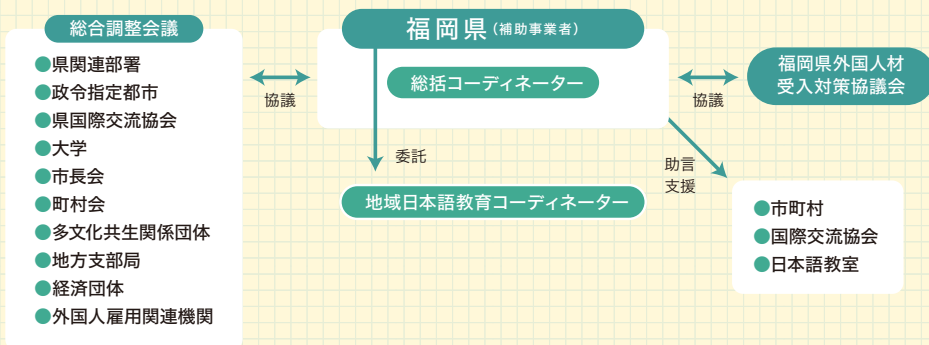 総合調整会議
●県関連部署
●政令指定都市
●県国際交流協会
●大学
●市長会
●町村会
●多文化共生関係団体
●地方支部局
●経済団体
●外国人雇用関連機関
協議
福岡県(補助事業者)
総括コーディネーター
委託
地域日本語教育コーディネーター
協議
福岡県外国人材
受入対策協議会
助言
支援
●市町村
●国際交流協会
●日本語教室